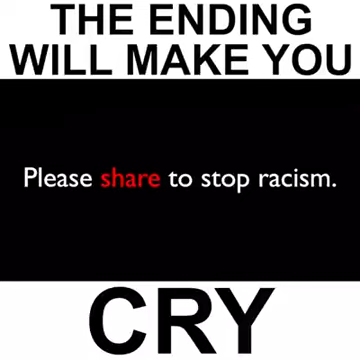 THE ENDING
WILL MAKE YOU
Please share to stop racism.
CRY